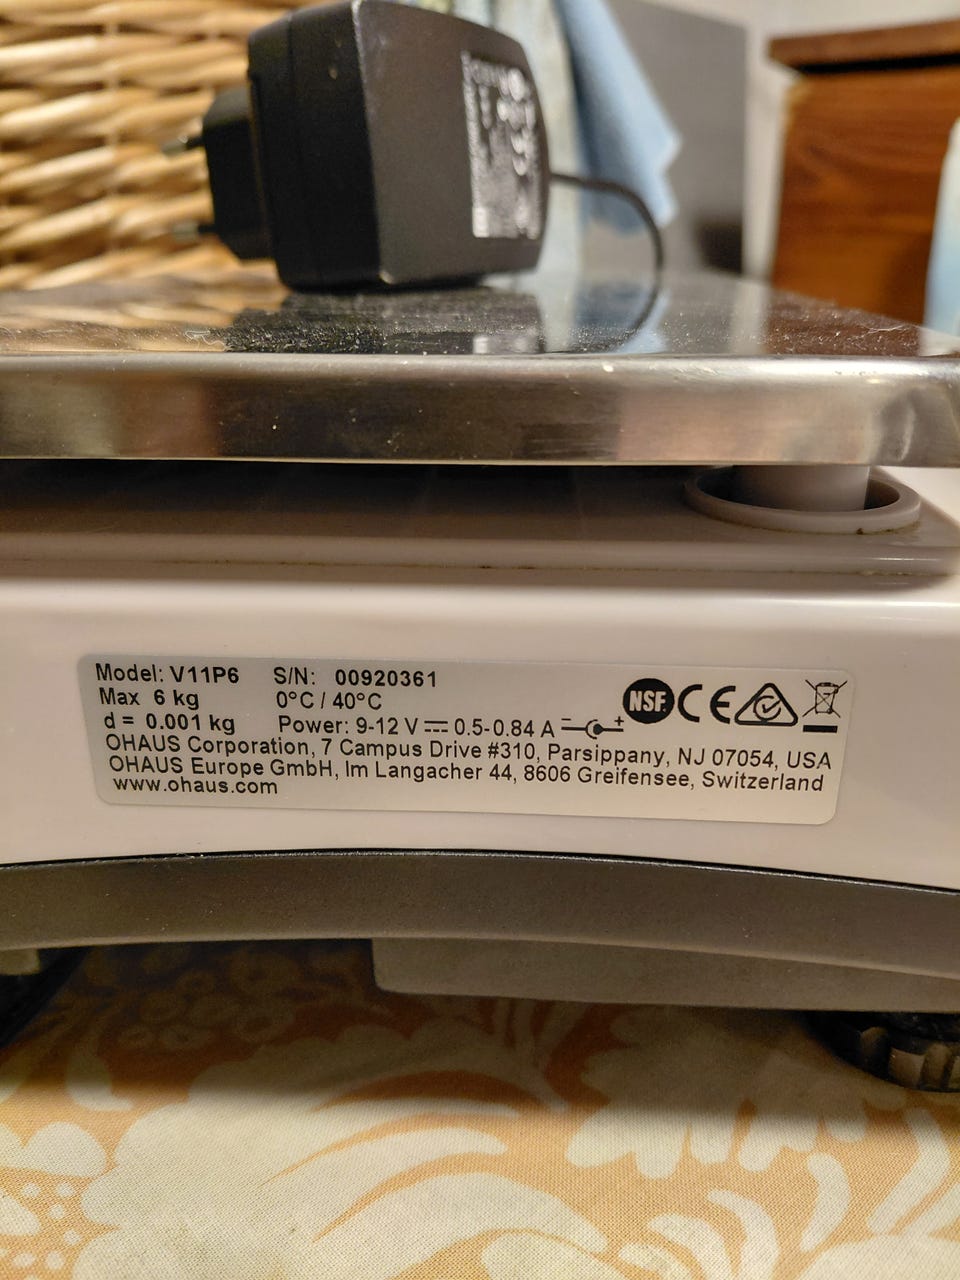 Model: V11P6 S/N: 00920361
Max 6 kg 0°C / 40°C
d = 0.001 kg Power: 9-12 V ⎓ 0.5-0.84 A − +
NSF. CE
OHAUS Corporation, 7 Campus Drive #310, Parsippany, NJ 07054, USA
OHAUS Europe GmbH, Im Langacher 44, 8606 Greifensee, Switzerland
www.ohaus.com